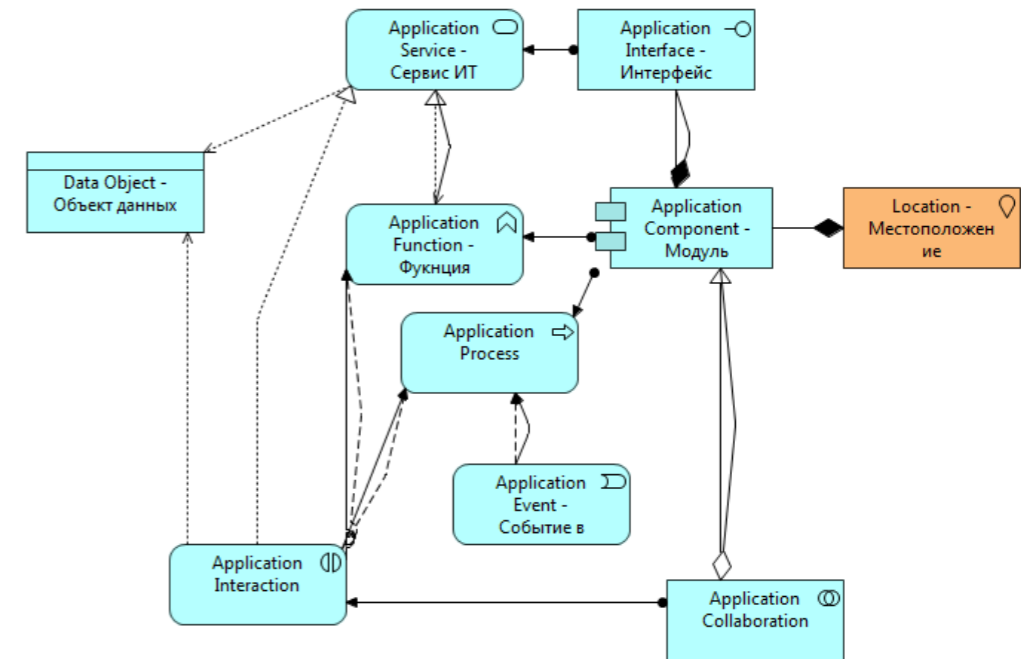 Application
Service -
Сервис ИТ
Application
Interface -
Интерфейс
Data Object -
Объект данных
Application
Function -
Фукнция
Application
Component -
Модуль
Location -
Местоположен
ие
Application
Process
Application
Event -
Событие в
Application
Interaction
Application
Collaboration